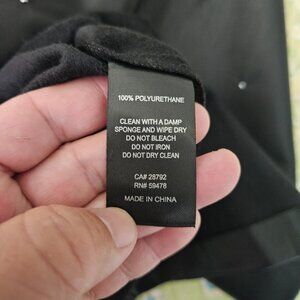 100% POLYURETHANE
CLEAN WITH A DAMP
SPONGE AND WIPE DRY
DO NOT BLEACH
DO NOT IRON
DO NOT DRY CLEAN
CA# 28792
RN# 59478
MADE IN CHINA